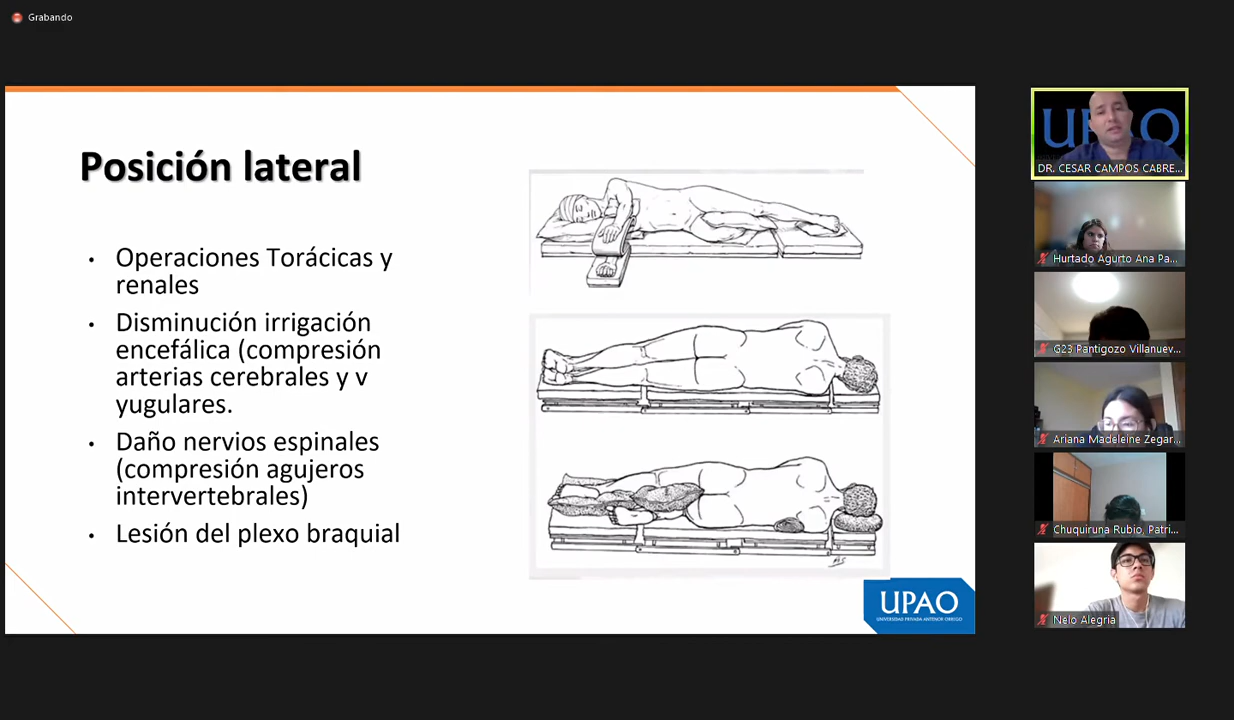 Grabando
Posición lateral
• Operaciones Torácicas y
renales
• Disminución irrigación
encefálica (compresión
arterias cerebrales y v
yugulares.
• Daño nervios espinales
(compresión agujeros
intervertebrales)
• Lesión del plexo braquial
UPAO
UNIVERSIDAD PRIVADA ANTENOR ORREGO
UPAO
DR. CESAR CAMPOS CABRE...
Hurtado Agurto Ana Pa...
G23 Pantigozo Villanuev...
Ariana Madeleine Zegar...
Chuquiruna Rubio, Patri...
Nelo Alegria